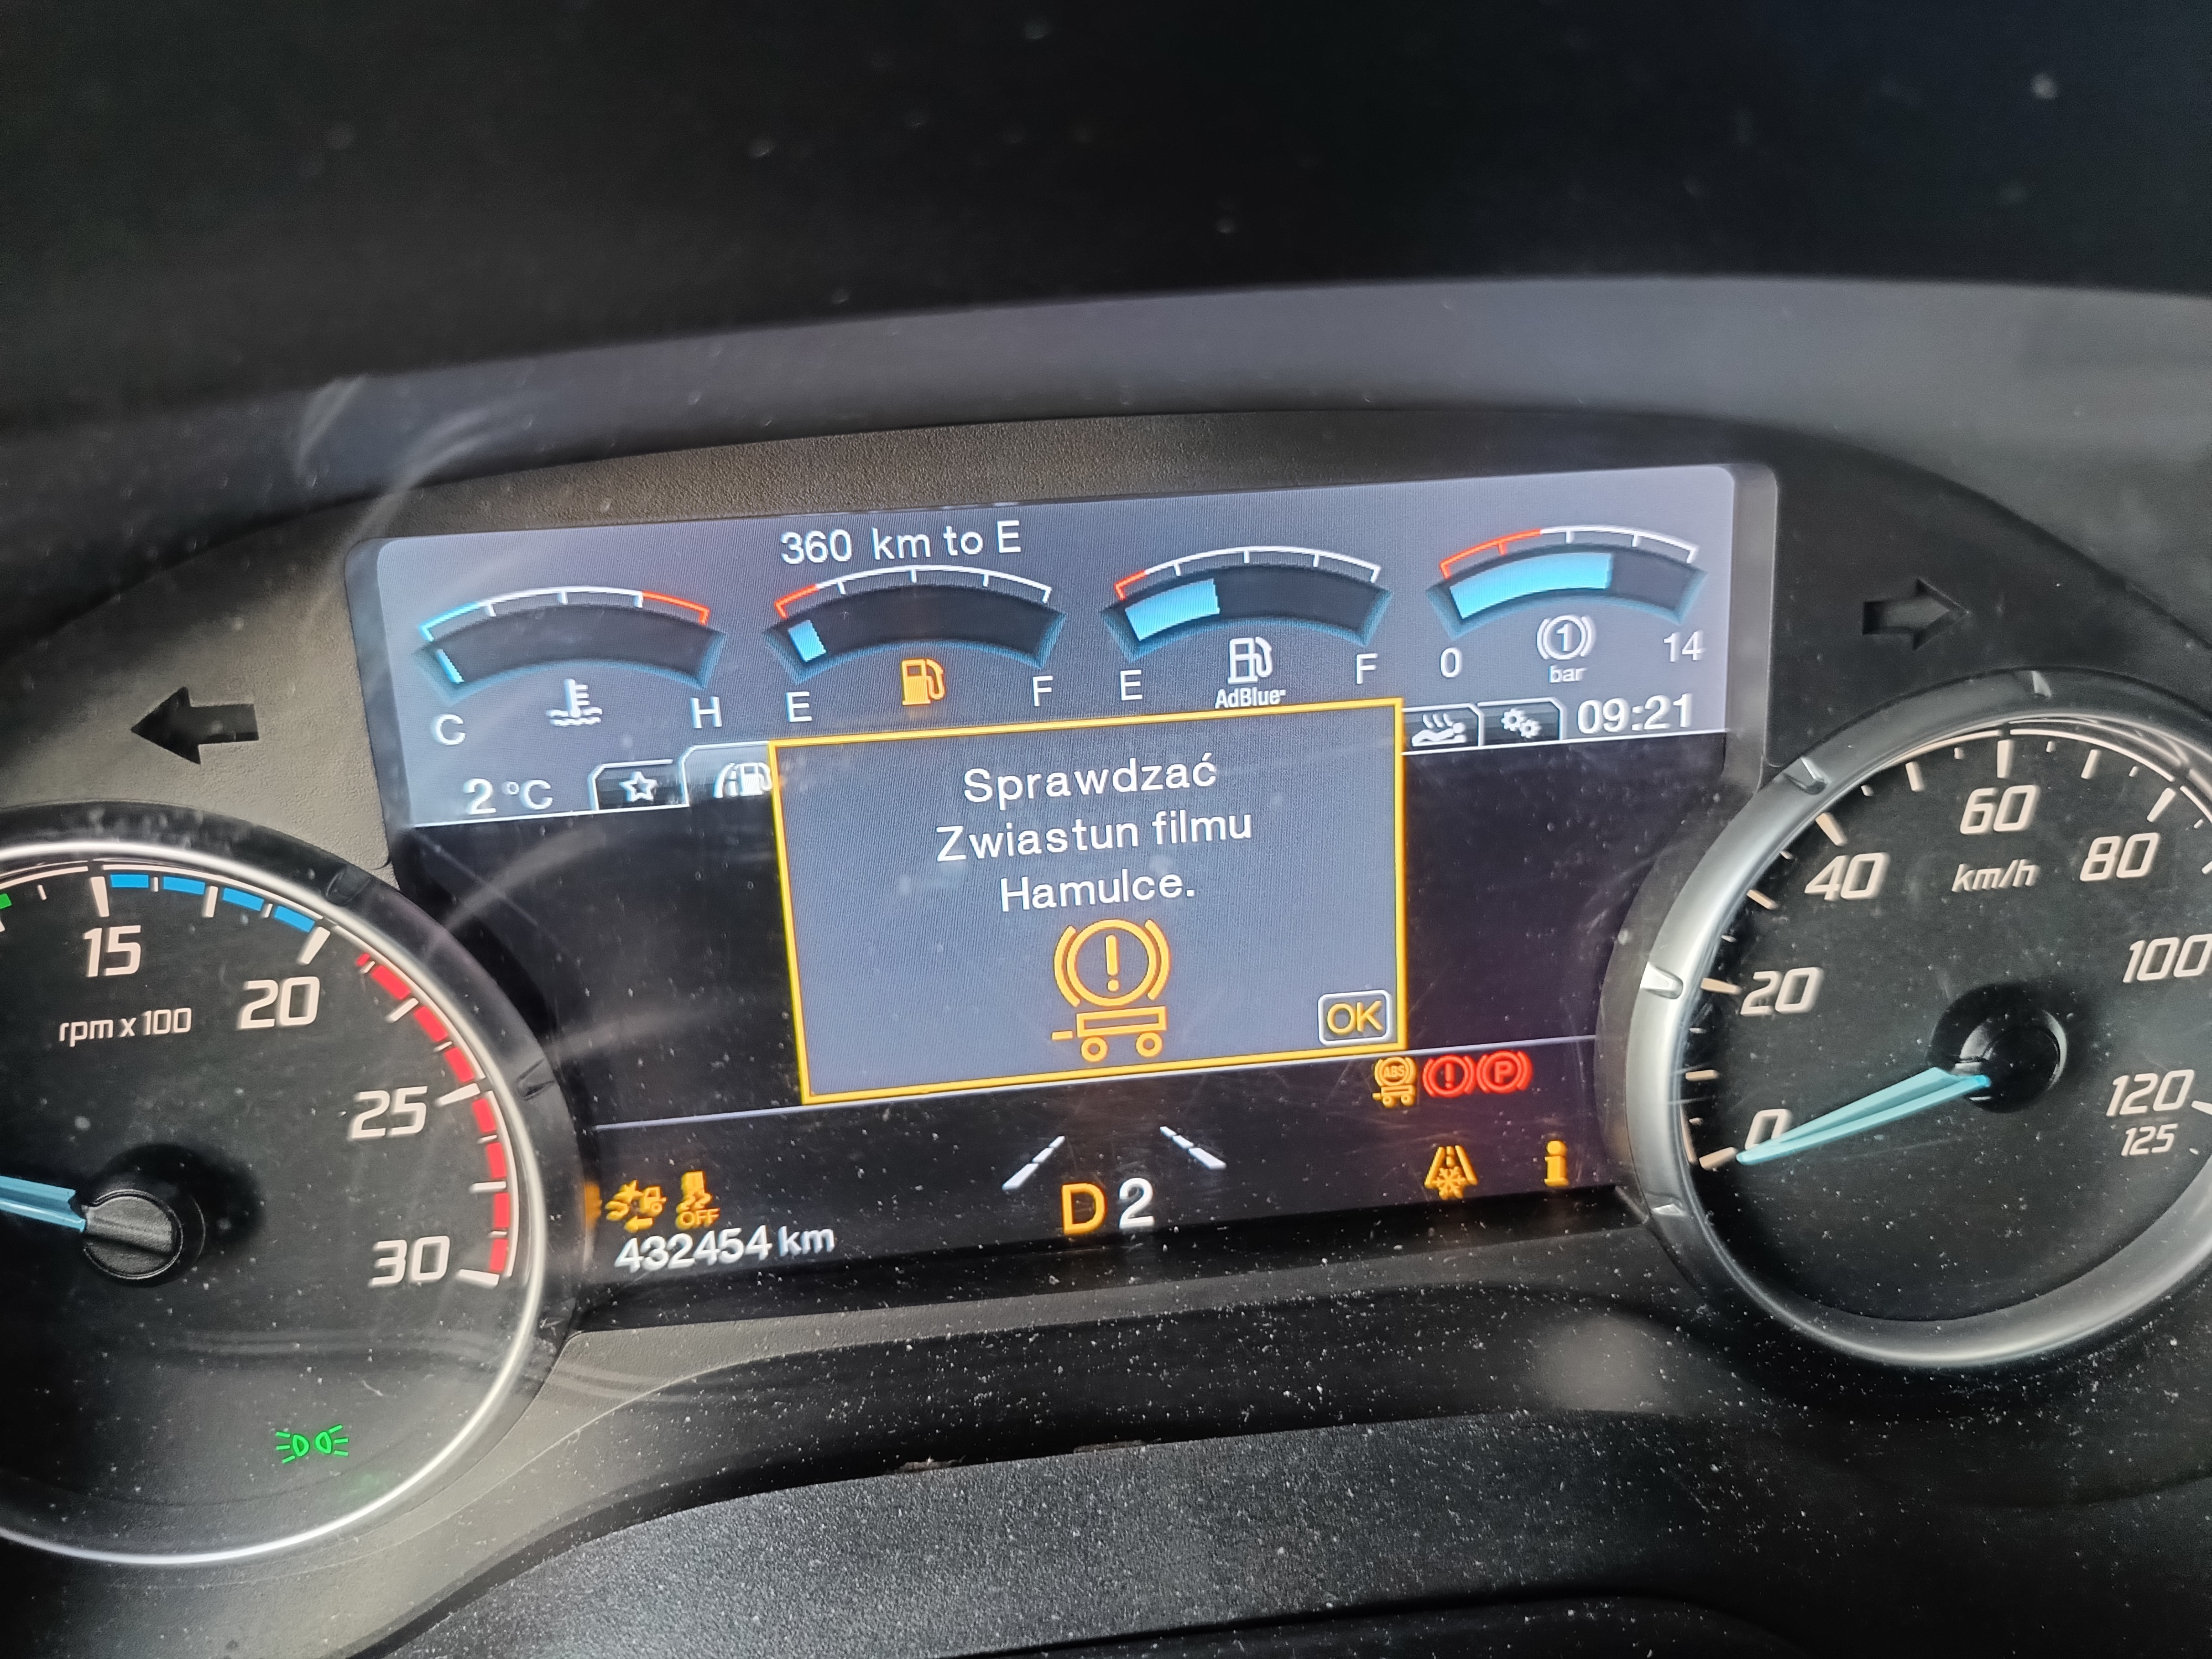 360 km to E
C H E F E AdBlue F 0 1 bar 14
2 °C 09:21
Sprawdzać
Zwiastun filmu
Hamulce.
!
OK
ABS ! P
OFF
D 2
i
432454 km
15 20 25 30
rpm x 100
0 20 40 60 80 100 120 125
km/h